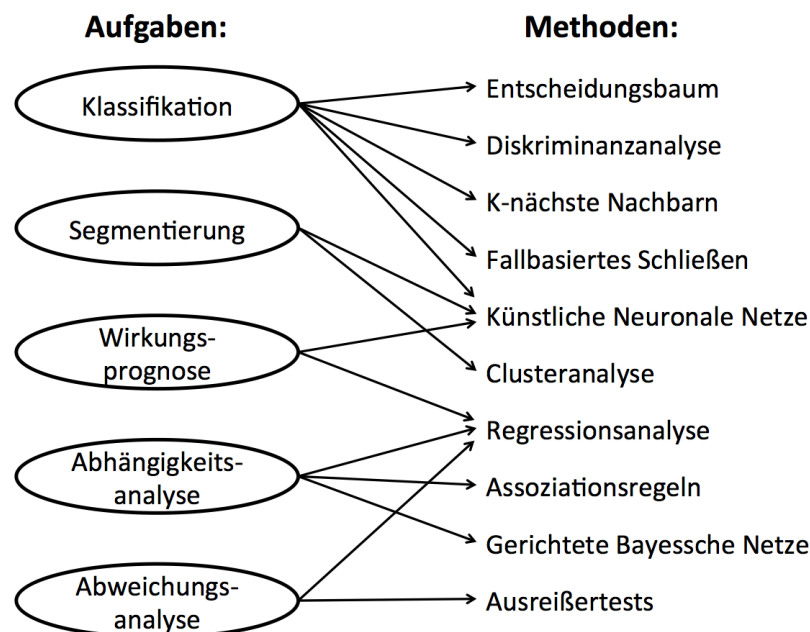 Aufgaben:
Klassifikation
Segmentierung
Wirkungs-
prognose
Abhängigkeits-
analyse
Abweichungs-
analyse
Methoden:
Entscheidungsbaum
Diskriminanzanalyse
K-nächste Nachbarn
Fallbasiertes Schließen
Künstliche Neuronale Netze
Clusteranalyse
Regressionsanalyse
Assoziationsregeln
Gerichtete Bayessche Netze
Ausreißertests